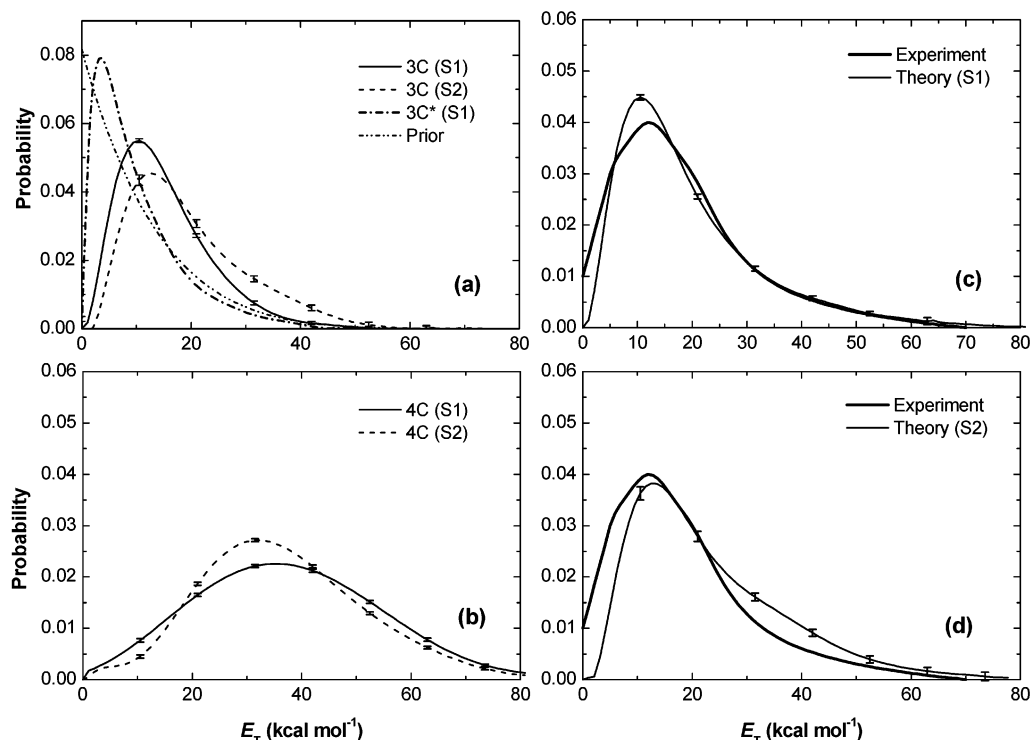 0.08
0.06
0.04
0.02
0.00
0 20 40 60 80
Probability
3C (S1)
3C (S2)
3C* (S1)
Prior
(a)
0.06
0.05
0.04
0.03
0.02
0.01
0.00
0 10 20 30 40 50 60 70 80
Experiment
Theory (S1)
(c)
0.06
0.05
0.04
0.03
0.02
0.01
0.00
0 20 40 60 80
Probability
4C (S1)
4C (S2)
(b)
E_T (kcal mol⁻¹)
0.06
0.05
0.04
0.03
0.02
0.01
0.00
0 20 40 60 80
Experiment
Theory (S2)
(d)
E_T (kcal mol⁻¹)